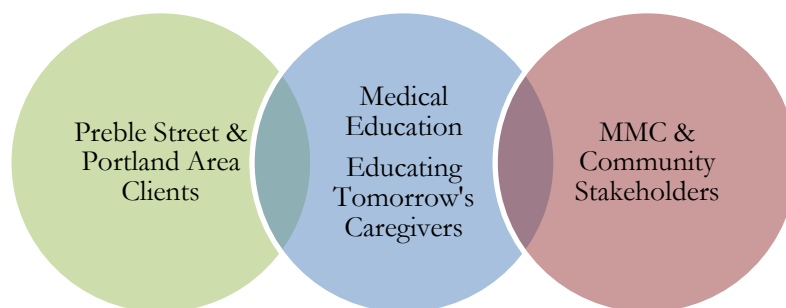 Preble Street &
Portland Area
Clients
Medical
Education
Educating
Tomorrow's
Caregivers
MMC &
Community
Stakeholders